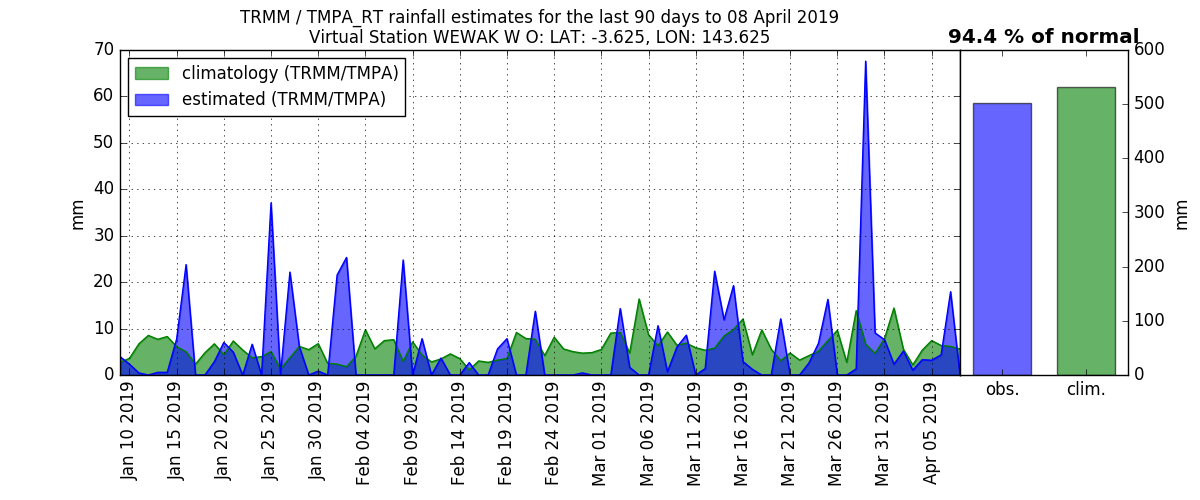 TRMM / TMPA_RT rainfall estimates for the last 90 days to 08 April 2019
Virtual Station WEWAK W O: LAT: -3.625, LON: 143.625
94.4 % of normal
climatology (TRMM/TMPA)
estimated (TRMM/TMPA)
mm
70
60
50
40
30
20
10
0
Jan 10 2019
Jan 15 2019
Jan 20 2019
Jan 25 2019
Jan 30 2019
Feb 04 2019
Feb 09 2019
Feb 14 2019
Feb 19 2019
Feb 24 2019
Mar 01 2019
Mar 06 2019
Mar 11 2019
Mar 16 2019
Mar 21 2019
Mar 26 2019
Mar 31 2019
Apr 05 2019
obs.
clim.
600
500
400
300
200
100
0
mm